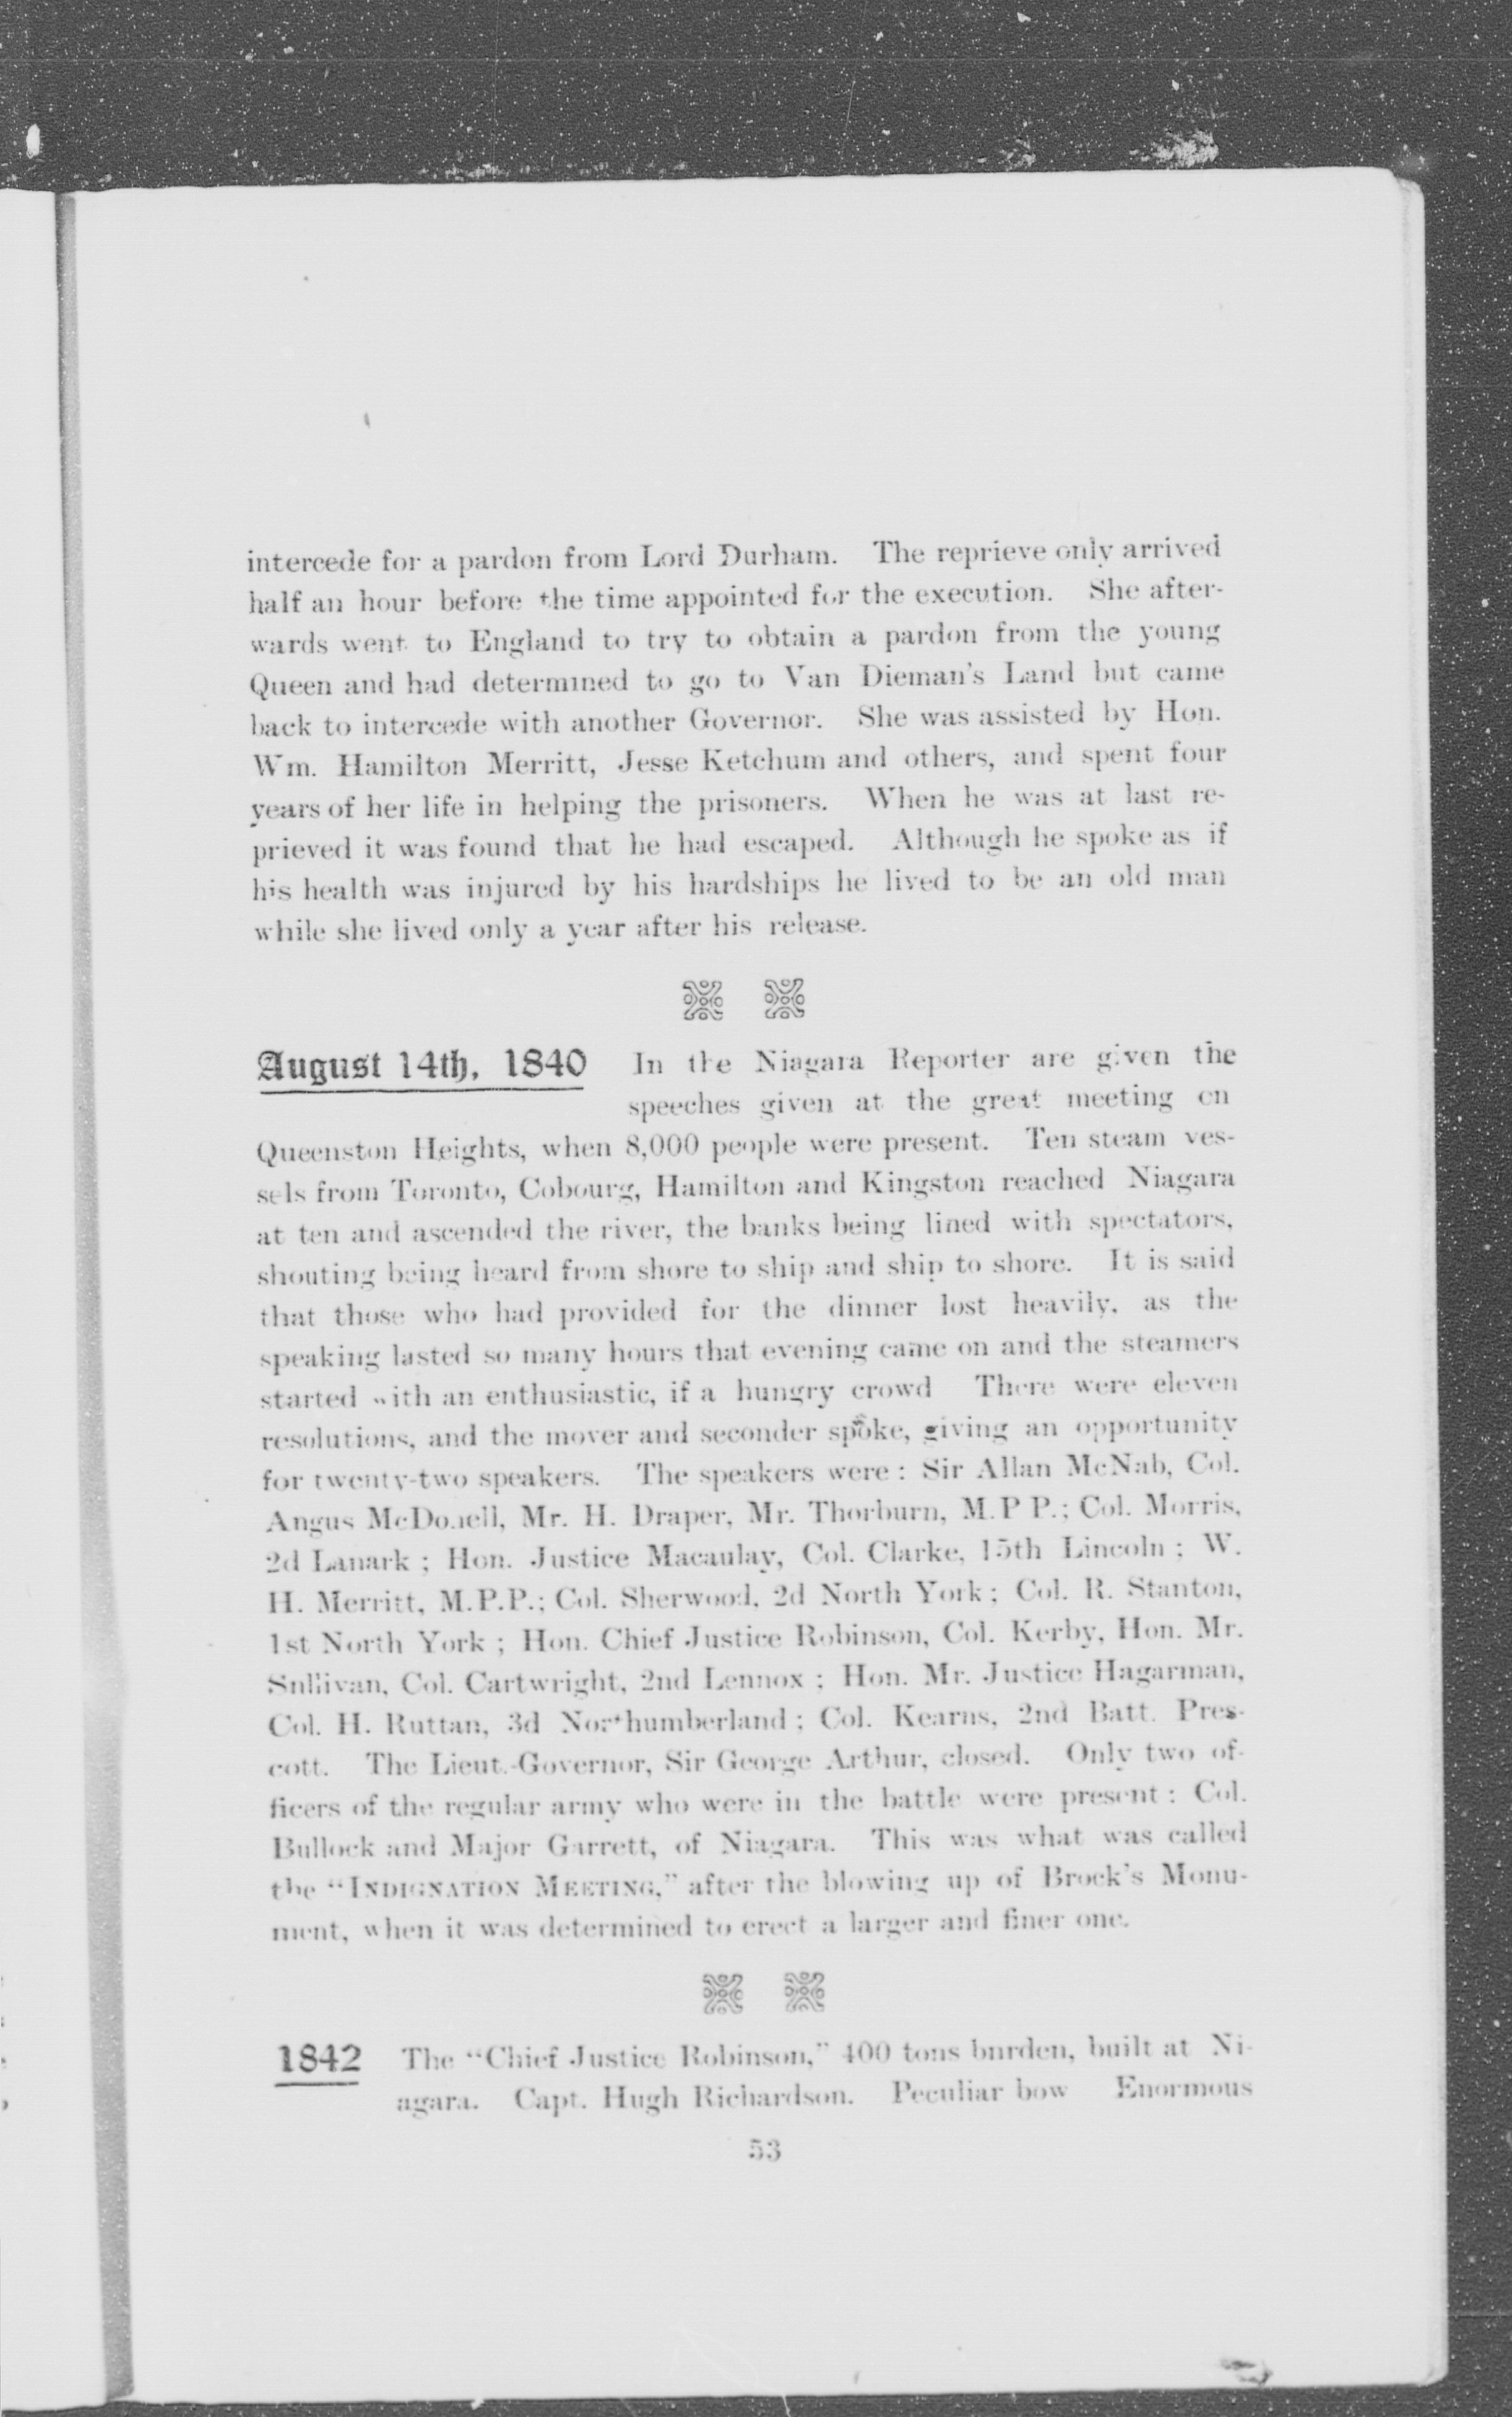 intercede for a pardon from Lord Durham. The reprieve only arrived
half an hour before the time appointed for the execution. She after-
wards went to England to try to obtain a pardon from the young
Queen and had determined to go to Van Dieman's Land but came
back to intercede with another Governor. She was assisted by Hon.
Wm. Hamilton Merritt, Jesse Ketchum and others, and spent four
years of her life in helping the prisoners. When he was at last re-
prieved it was found that he had escaped. Although he spoke as if
his health was injured by his hardships he lived to be an old man
while she lived only a year after his release.
August 14th, 1840 In the Niagara Reporter are given the
speeches given at the great meeting on
Queenston Heights, when 8,000 people were present. Ten steam ves-
sels from Toronto, Cobourg, Hamilton and Kingston reached Niagara
at ten and ascended the river, the banks being lined with spectators,
shouting being heard from shore to ship and ship to shore. It is said
that those who had provided for the dinner lost heavily, as the
speaking lasted so many hours that evening came on and the steamers
started with an enthusiastic, if a hungry crowd There were eleven
resolutions, and the mover and seconder spoke, giving an opportunity
for twenty-two speakers. The speakers were : Sir Allan McNab, Col.
Angus McDonell, Mr. H. Draper, Mr. Thorburn, M.P P.; Col. Morris,
2d Lanark ; Hon. Justice Macaulay, Col. Clarke, 15th Lincoln ; W.
H. Merritt, M.P.P.; Col. Sherwood, 2d North York ; Col. R. Stanton,
1st North York ; Hon. Chief Justice Robinson, Col. Kerby, Hon. Mr.
Sullivan, Col. Cartwright, 2nd Lennox ; Hon. Mr. Justice Hagarman,
Col. H. Ruttan, 3d Northumberland ; Col. Kearns, 2nd Batt. Pres-
cott. The Lieut.-Governor, Sir George Arthur, closed. Only two of-
ficers of the regular army who were in the battle were present : Col.
Bullock and Major Garrett, of Niagara. This was what was called
the "INDIGNATION MEETING," after the blowing up of Brock's Monu-
ment, when it was determined to erect a larger and finer one.
1842 The "Chief Justice Robinson," 400 tons burden, built at Ni-
agara. Capt. Hugh Richardson. Peculiar bow Enormous
53